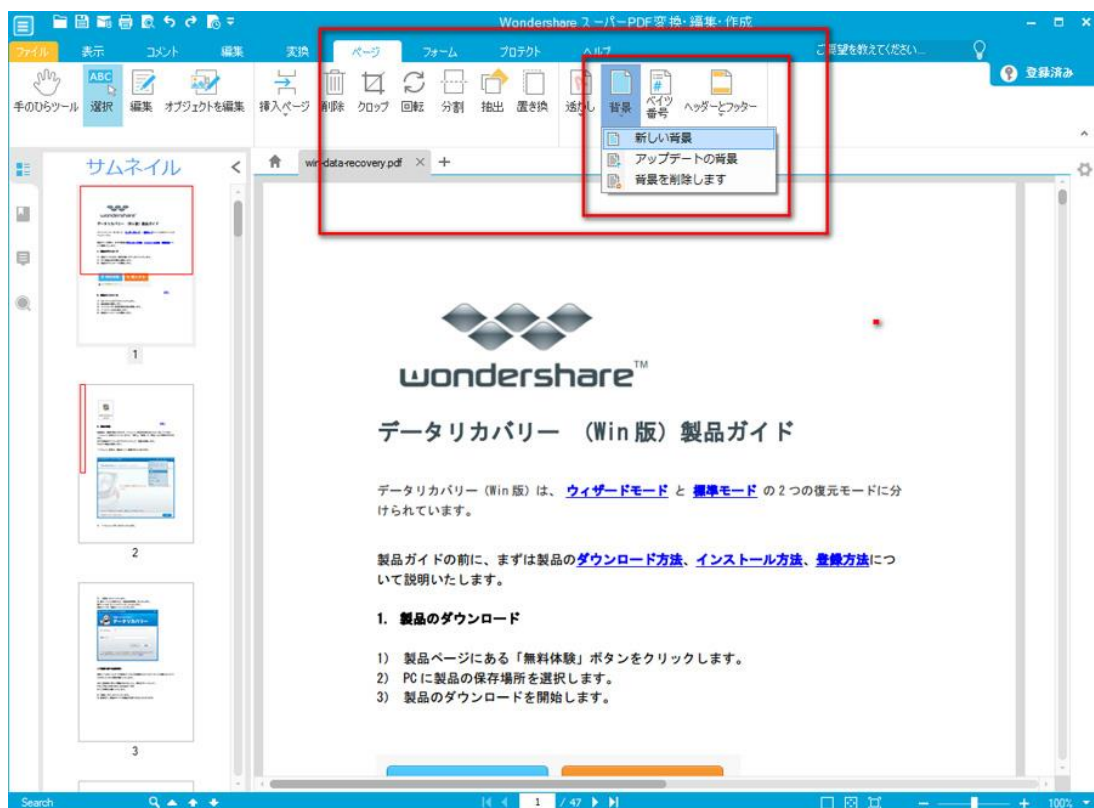 Wondershare スーパーPDF変換・編集・作成
ファイル 表示 コメント 編集 変換 ページ フォーム プロテクト ヘルプ ご要望を教えてください...
登録済み
手のひらツール 選択 編集 オブジェクトを編集 挿入ページ 削除 クロップ 回転 分割 抽出 置き換 透かし 背景 ベイツ番号 ヘッダーとフッター
ABC
新しい背景
アップデートの背景
背景を削除します
サムネイル
win-data-recovery.pdf
1
2
3
wondershare™
データリカバリー （Win 版）製品ガイド
データリカバリー（Win 版）は、 ウィザードモード と 標準モード の 2 つの復元モードに分
けられています。
製品ガイドの前に、まずは製品のダウンロード方法、インストール方法、登録方法につ
いて説明いたします。
1. 製品のダウンロード
1) 製品ページにある「無料体験」ボタンをクリックします。
2) PC に製品の保存場所を選択します。
3) 製品のダウンロードを開始します。
Search 1 / 47 100%